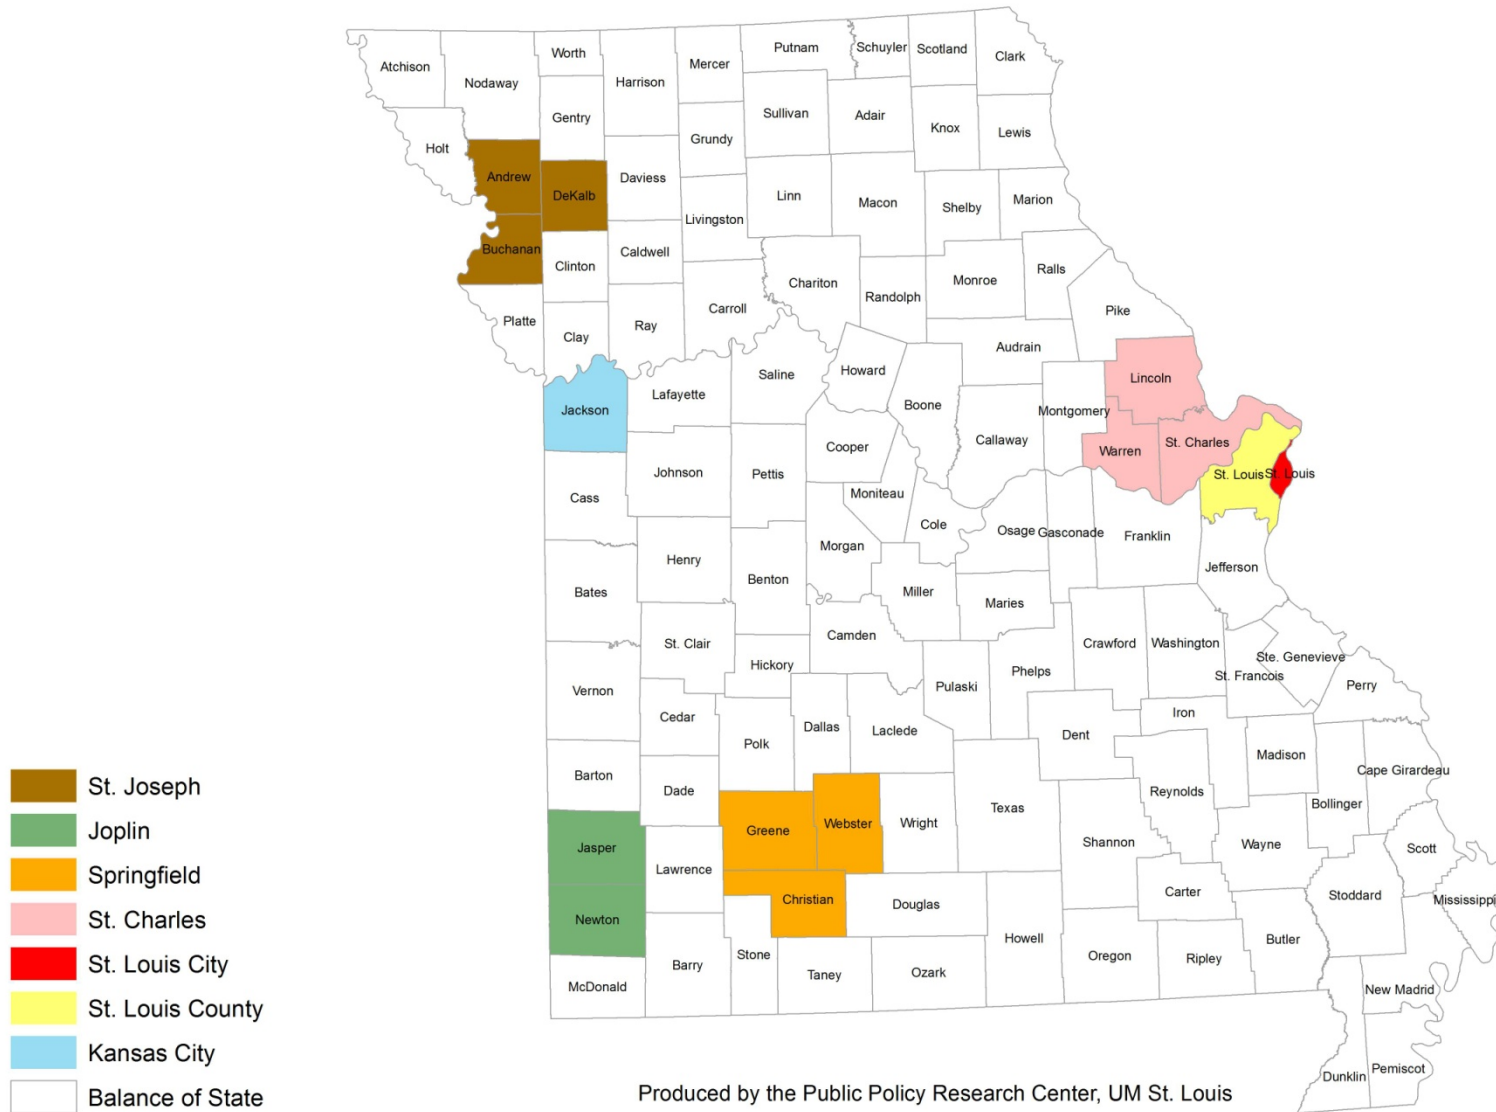 Atchison
Nodaway
Worth
Harrison
Mercer
Putnam
Schuyler
Scotland
Clark
Gentry
Sullivan
Adair
Knox
Lewis
Holt
Grundy
Andrew
DeKalb
Daviess
Linn
Macon
Shelby
Marion
Livingston
Buchanan
Clinton
Caldwell
Chariton
Randolph
Monroe
Ralls
Pike
Platte
Clay
Ray
Carroll
Audrain
Jackson
Lafayette
Saline
Howard
Boone
Callaway
Montgomery
Lincoln
Warren
St. Charles
St. Louis
St. Louis
Cass
Johnson
Pettis
Cooper
Moniteau
Cole
Osage
Gasconade
Franklin
Jefferson
Bates
Henry
Benton
Morgan
Miller
Maries
Camden
St. Clair
Hickory
Pulaski
Phelps
Crawford
Washington
Ste. Genevieve
St. Francois
Perry
Vernon
Cedar
Polk
Dallas
Laclede
Dent
Iron
Madison
Cape Girardeau
Bollinger
Barton
Dade
Greene
Webster
Wright
Texas
Reynolds
Shannon
Wayne
Scott
Jasper
Lawrence
Christian
Douglas
Carter
Stoddard
Mississippi
Newton
Barry
Stone
Taney
Ozark
Howell
Oregon
Ripley
Butler
McDonald
New Madrid
Dunklin
Pemiscot
St. Joseph
Joplin
Springfield
St. Charles
St. Louis City
St. Louis County
Kansas City
Balance of State
Produced by the Public Policy Research Center, UM St. Louis